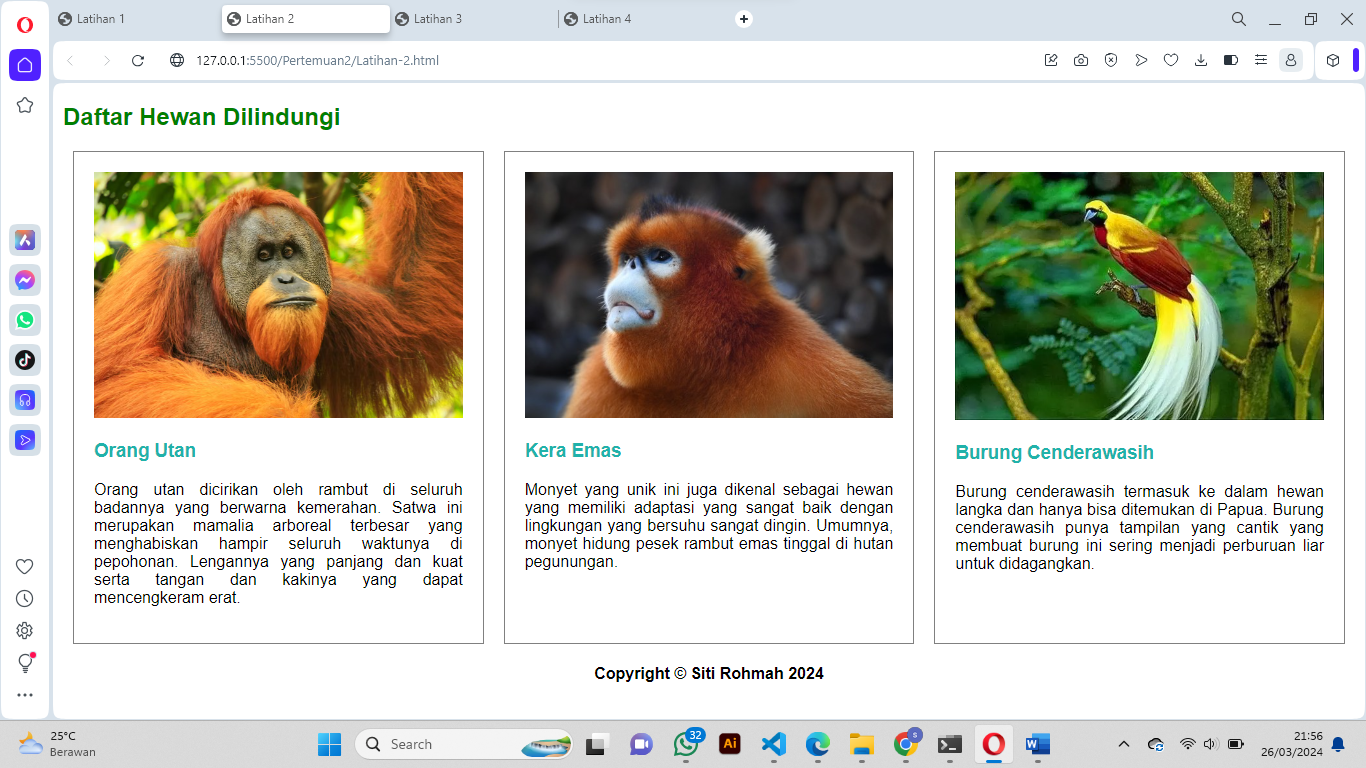 Latihan 1
Latihan 2
Latihan 3
Latihan 4
127.0.0.1:5500/Pertemuan2/Latihan-2.html
Daftar Hewan Dilindungi
Orang Utan
Orang utan dicirikan oleh rambut di seluruh
badannya yang berwarna kemerahan. Satwa ini
merupakan mamalia arboreal terbesar yang
menghabiskan hampir seluruh waktunya di
pepohonan. Lengannya yang panjang dan kuat
serta tangan dan kakinya yang dapat
mencengkeram erat.
Kera Emas
Monyet yang unik ini juga dikenal sebagai hewan
yang memiliki adaptasi yang sangat baik dengan
lingkungan yang bersuhu sangat dingin. Umumnya,
monyet hidung pesek rambut emas tinggal di hutan
pegunungan.
Burung Cenderawasih
Burung cenderawasih termasuk ke dalam hewan
langka dan hanya bisa ditemukan di Papua. Burung
cenderawasih punya tampilan yang cantik yang
membuat burung ini sering menjadi perburuan liar
untuk didagangkan.
Copyright © Siti Rohmah 2024
25°C
Berawan
Search
32
Ai
S
W
21:56
26/03/2024